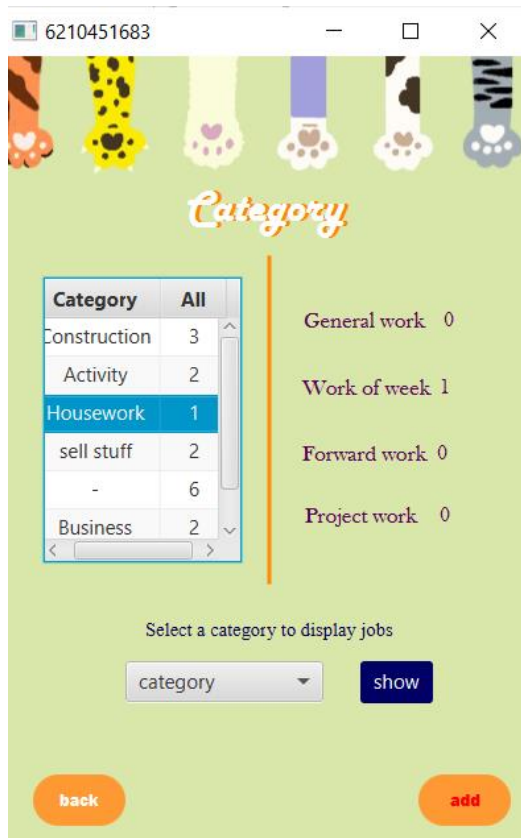 6210451683
Category
Category All
Construction 3
Activity 2
Housework 1
sell stuff 2
- 6
Business 2
General work 0
Work of week 1
Forward work 0
Project work 0
Select a category to display jobs
category
show
back
add